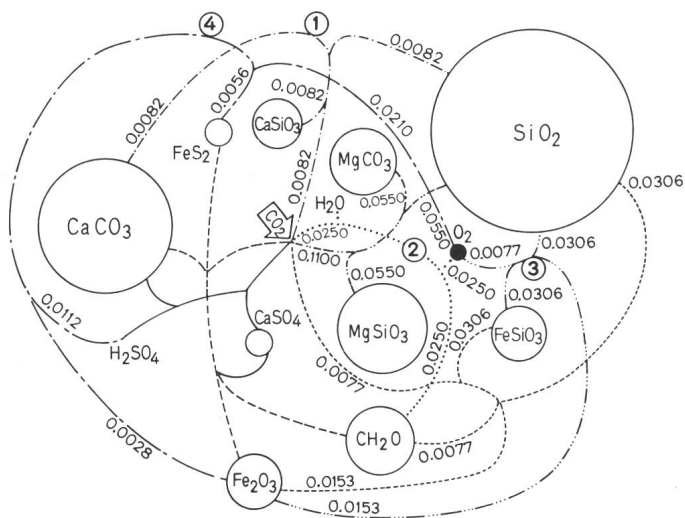 ④
①
0.0082
0.0056
0.0082
CaSiO3
0.0210
SiO2
0.0082
FeS2
MgCO3
0.0306
CaCO3
CO2
0.0082
H2O
0.0550
0.0250
0.1100
②
0.0550
O2
0.0077
0.0306
③
0.0250
0.0550
0.0306
0.0112
CaSO4
MgSiO3
0.0306
FeSiO3
H2SO4
0.0250
0.0077
0.0028
CH2O
0.0077
Fe2O3
0.0153
0.0153